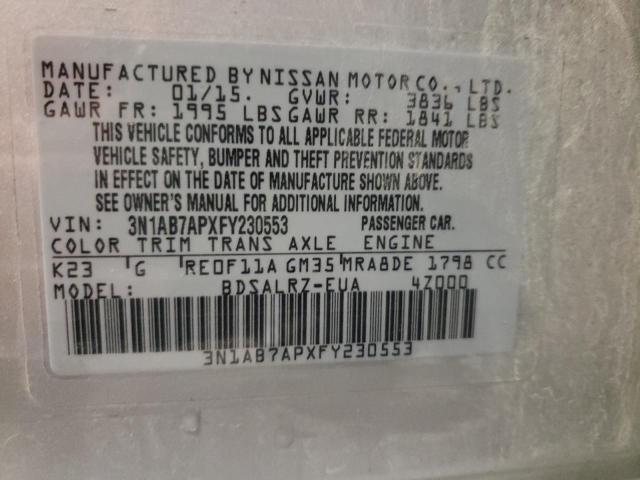 MANUFACTURED BY NISSAN MOTOR CO., LTD.
DATE: 01/15. GVWR: 3836 LBS
GAWR FR: 1995 LBS GAWR RR: 1841 LBS
THIS VEHICLE CONFORMS TO ALL APPLICABLE FEDERAL MOTOR
VEHICLE SAFETY, BUMPER AND THEFT PREVENTION STANDARDS
IN EFFECT ON THE DATE OF MANUFACTURE SHOWN ABOVE.
SEE OWNER'S MANUAL FOR ADDITIONAL INFORMATION.
VIN: 3N1AB7APXFY230553 PASSENGER CAR.
COLOR TRIM TRANS AXLE ENGINE
K23 G RE0F11A GM35 MRA8DE 1798 CC
MODEL: BDSALRZ-EUA 4Z000
3N1AB7APXFY230553